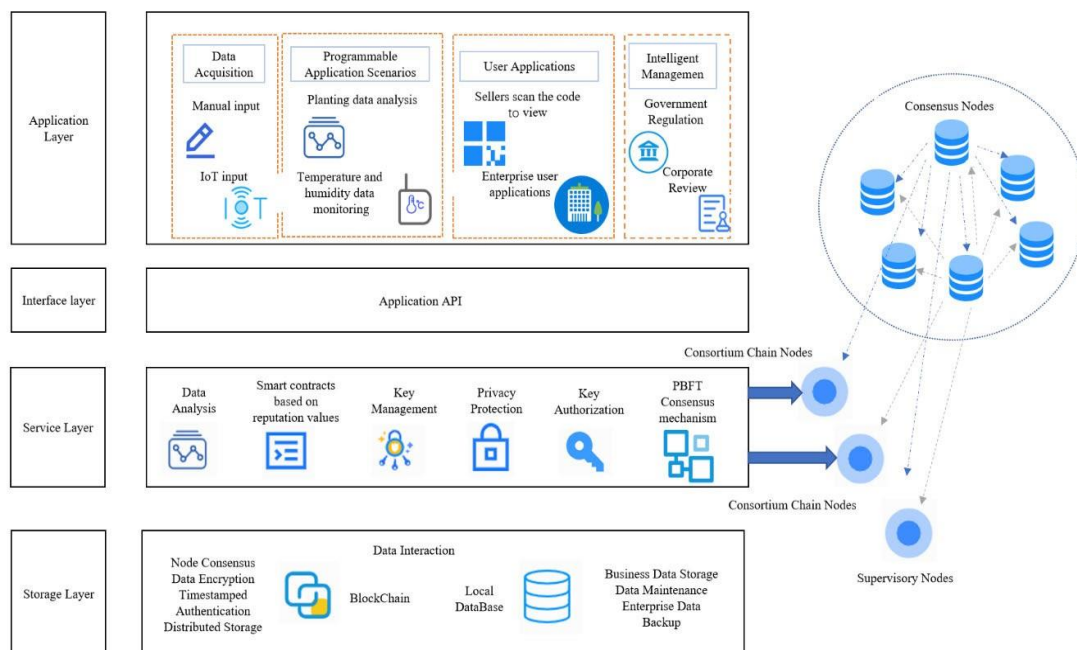 Application
Layer
Data
Acquisition
Manual input
IoT input
I O T
Programmable
Application Scenarios
Planting data analysis
Temperature and
humidity data
monitoring
°C
User Applications
Sellers scan the code
to view
Enterprise user
applications
Intelligent
Managemen
Government
Regulation
Corporate
Review
Consensus Nodes
Interface layer
Application API
Consortium Chain Nodes
Service Layer
Data
Analysis
Smart contracts
based on
reputation values
Key
Management
Privacy
Protection
Key
Authorization
PBFT
Consensus
mechanism
Consortium Chain Nodes
Supervisory Nodes
Storage Layer
Data Interaction
Node Consensus
Data Encryption
Timestamped
Authentication
Distributed Storage
BlockChain
Local
DataBase
Business Data Storage
Data Maintenance
Enterprise Data
Backup